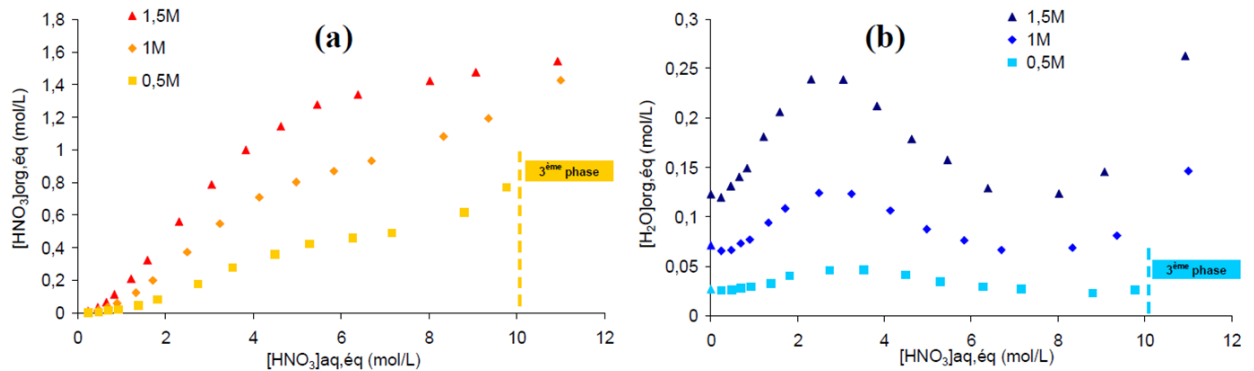 (a)
1,5M
1M
0,5M
[HNO₃]org,éq (mol/L)
1,8
1,6
1,4
1,2
1
0,8
0,6
0,4
0,2
0
3ème phase
0 2 4 6 8 10 12
[HNO₃]aq,éq (mol/L)
(b)
1,5M
1M
0,5M
[H₂O]org,éq (mol/L)
0,3
0,25
0,2
0,15
0,1
0,05
0
3ème phase
0 2 4 6 8 10 12
[HNO₃]aq,éq (mol/L)